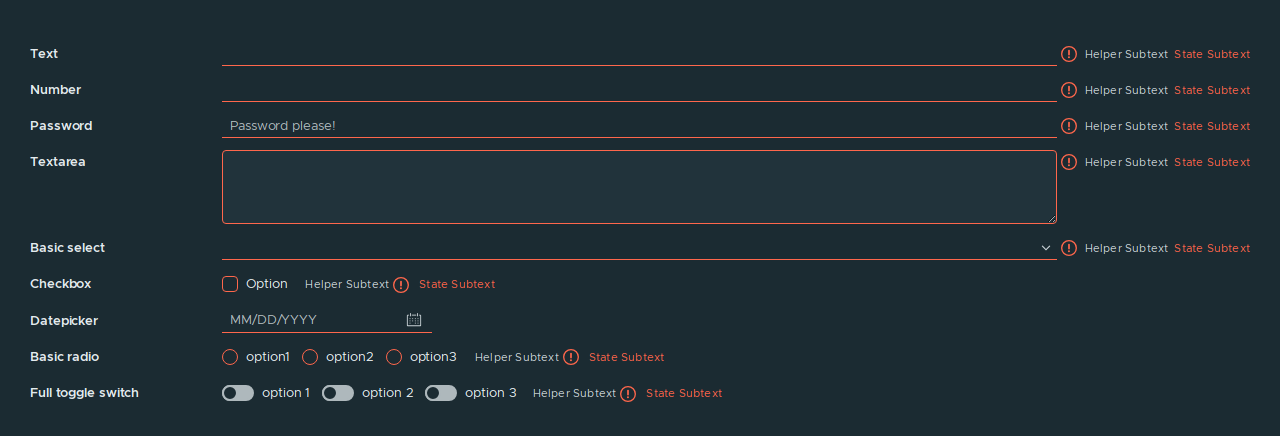 Text Helper Subtext State Subtext
Number Helper Subtext State Subtext
Password Password please! Helper Subtext State Subtext
Textarea Helper Subtext State Subtext
Basic select Helper Subtext State Subtext
Checkbox Option Helper Subtext State Subtext
Datepicker MM/DD/YYYY
Basic radio option1 option2 option3 Helper Subtext State Subtext
Full toggle switch option 1 option 2 option 3 Helper Subtext State Subtext